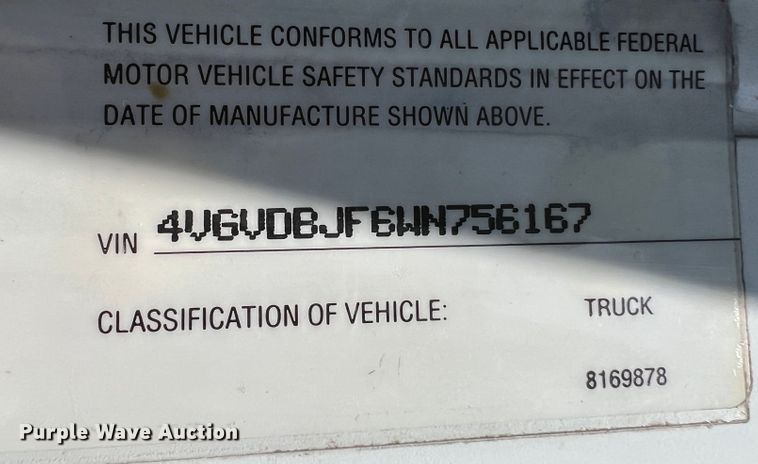 THIS VEHICLE CONFORMS TO ALL APPLICABLE FEDERAL
MOTOR VEHICLE SAFETY STANDARDS IN EFFECT ON THE
DATE OF MANUFACTURE SHOWN ABOVE.
VIN 4VGVDBJF6WN756167
CLASSIFICATION OF VEHICLE: TRUCK
8169878
Purple Wave Auction